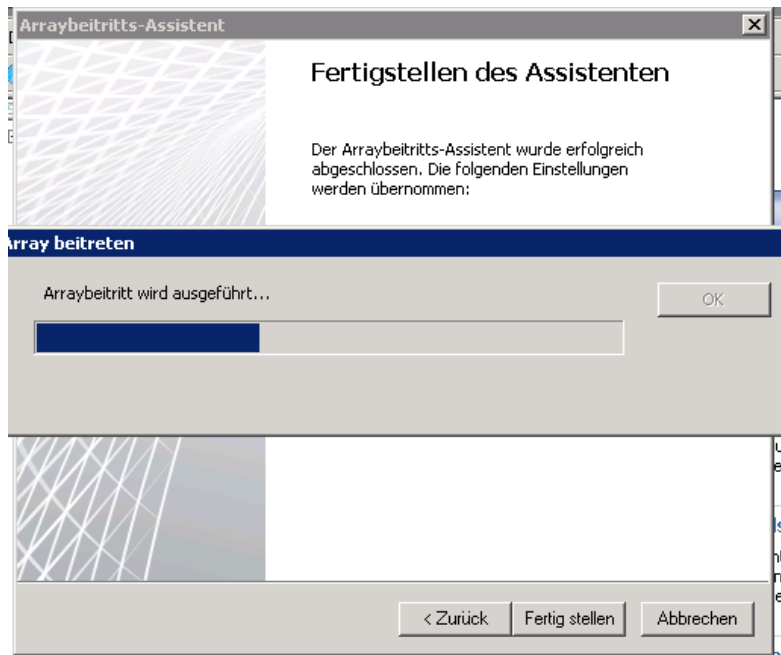 Arraybeitritts-Assistent
Fertigstellen des Assistenten
Der Arraybeitritts-Assistent wurde erfolgreich
abgeschlossen. Die folgenden Einstellungen
werden übernommen:
Array beitreten
Arraybeitritt wird ausgeführt...
OK
< Zurück
Fertig stellen
Abbrechen